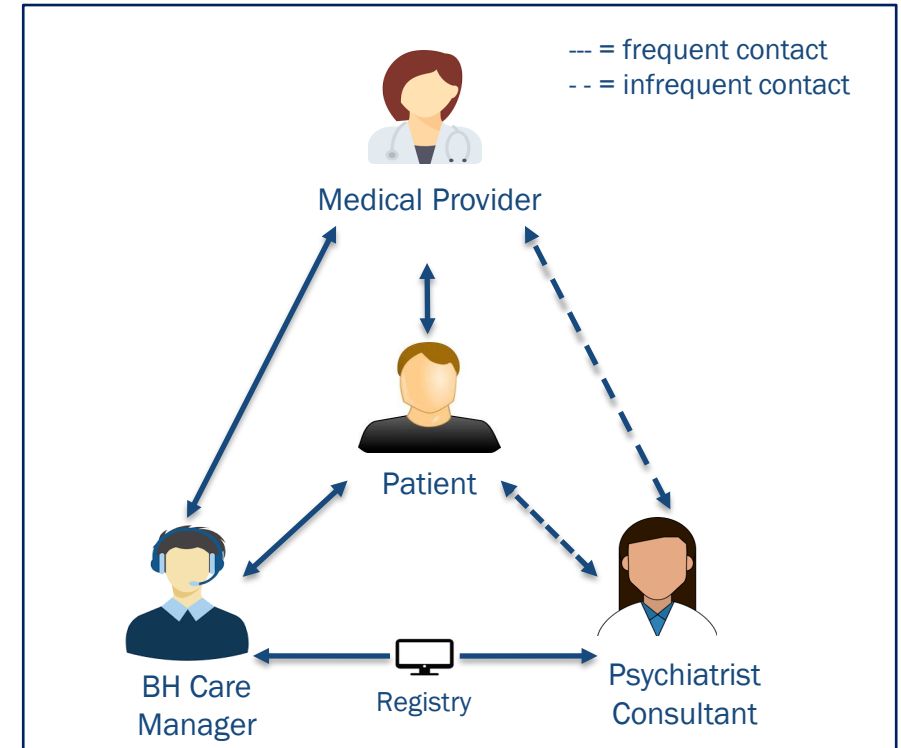 --- = frequent contact
- - = infrequent contact
Medical Provider
Patient
BH Care
Manager
Registry
Psychiatrist
Consultant